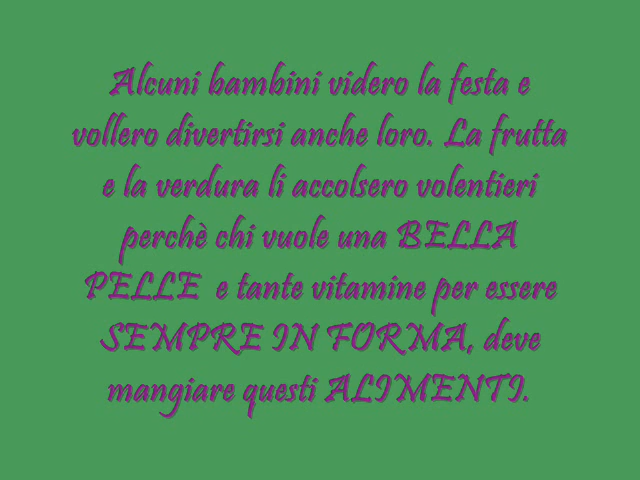 Alcuni bambini videro la festa e
vollero divertirsi anche loro. La frutta
e la verdura li accolsero volentieri
perchè chi vuole una BELLA
PELLE e tante vitamine per essere
SEMPRE IN FORMA, deve
mangiare questi ALIMENTI.